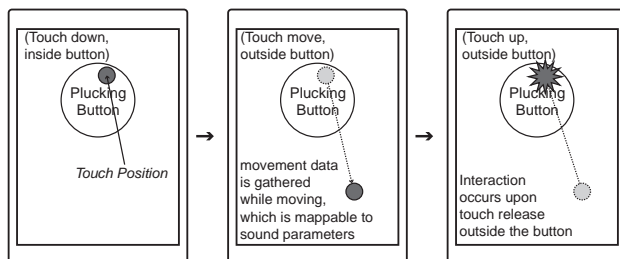 (Touch down,
inside button)
Plucking
Button
Touch Position
(Touch move,
outside button)
Plucking
Button
movement data
is gathered
while moving,
which is mappable to
sound parameters
(Touch up,
outside button)
Plucking
Button
Interaction
occurs upon
touch release
outside the button